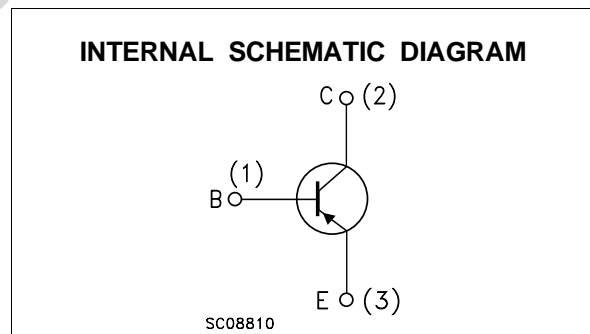 INTERNAL SCHEMATIC DIAGRAM
C (2)
(1)
B
E (3)
SC08810